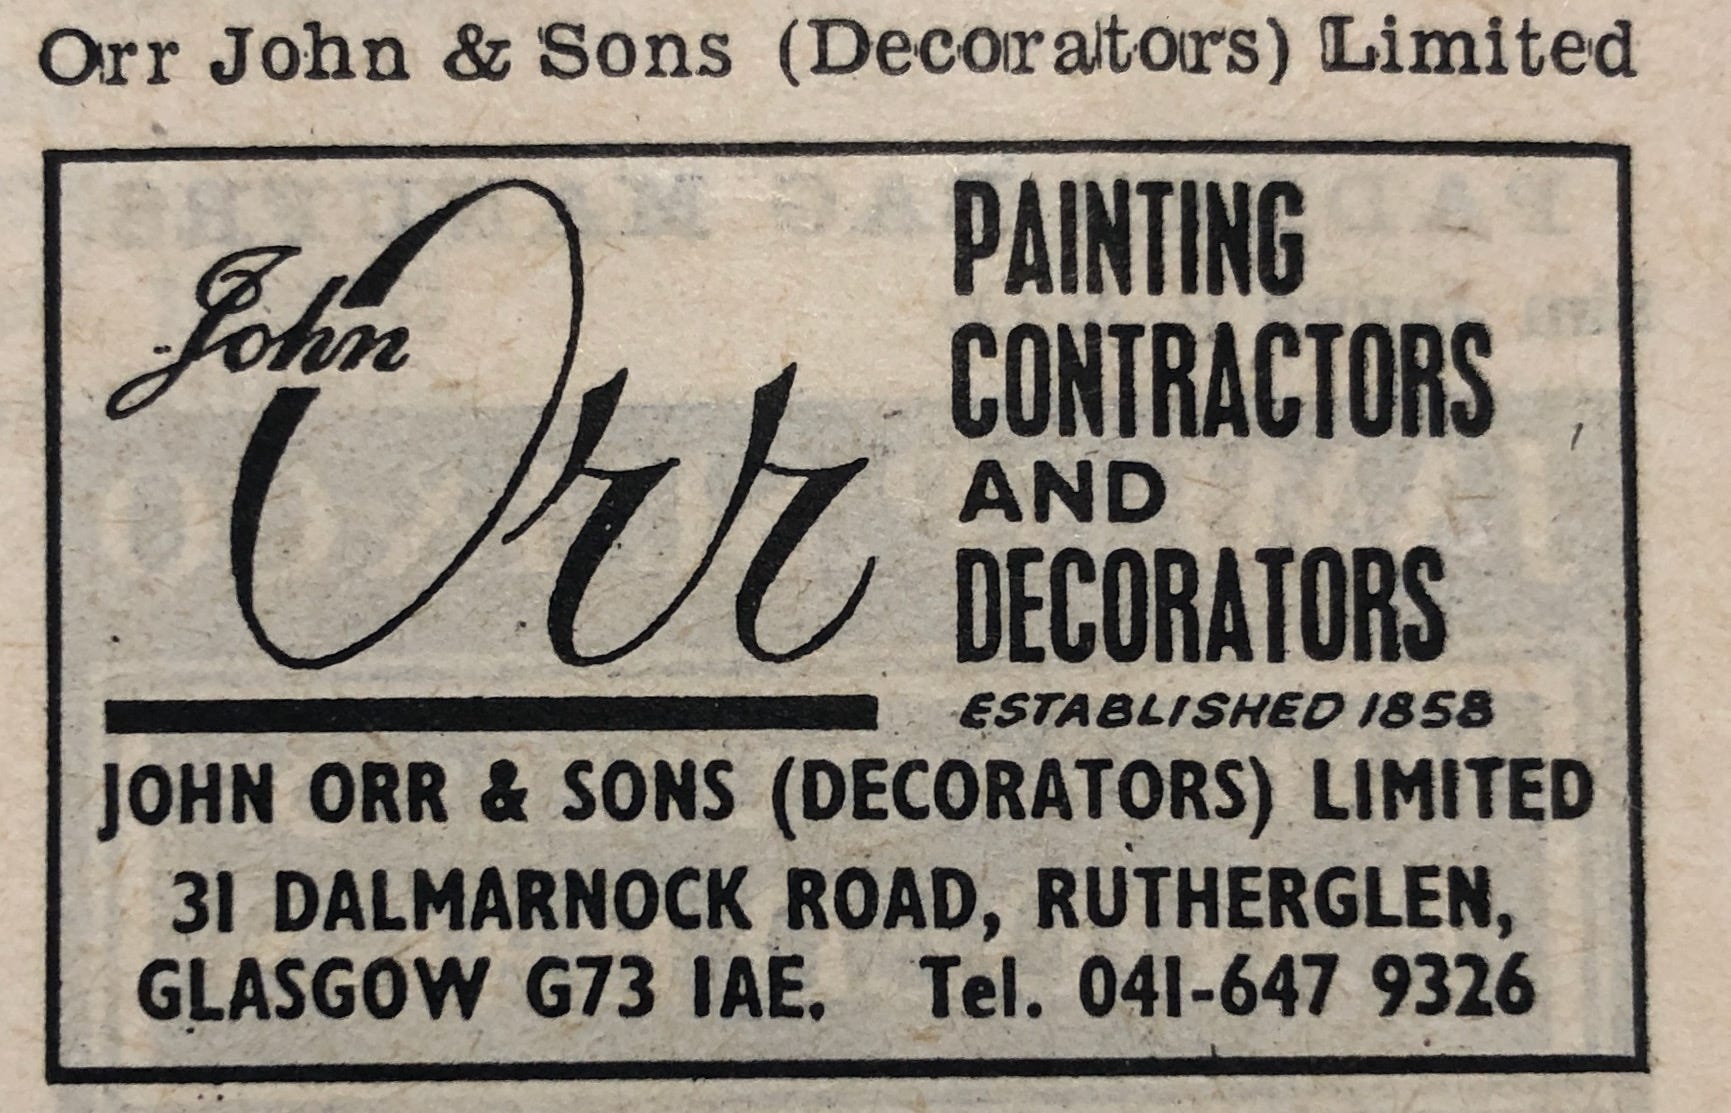 Orr John & Sons (Decorators) Limited
John Orr
PAINTING
CONTRACTORS
AND
DECORATORS
ESTABLISHED 1858
JOHN ORR & SONS (DECORATORS) LIMITED
31 DALMARNOCK ROAD, RUTHERGLEN,
GLASGOW G73 1AE. Tel. 041-647 9326